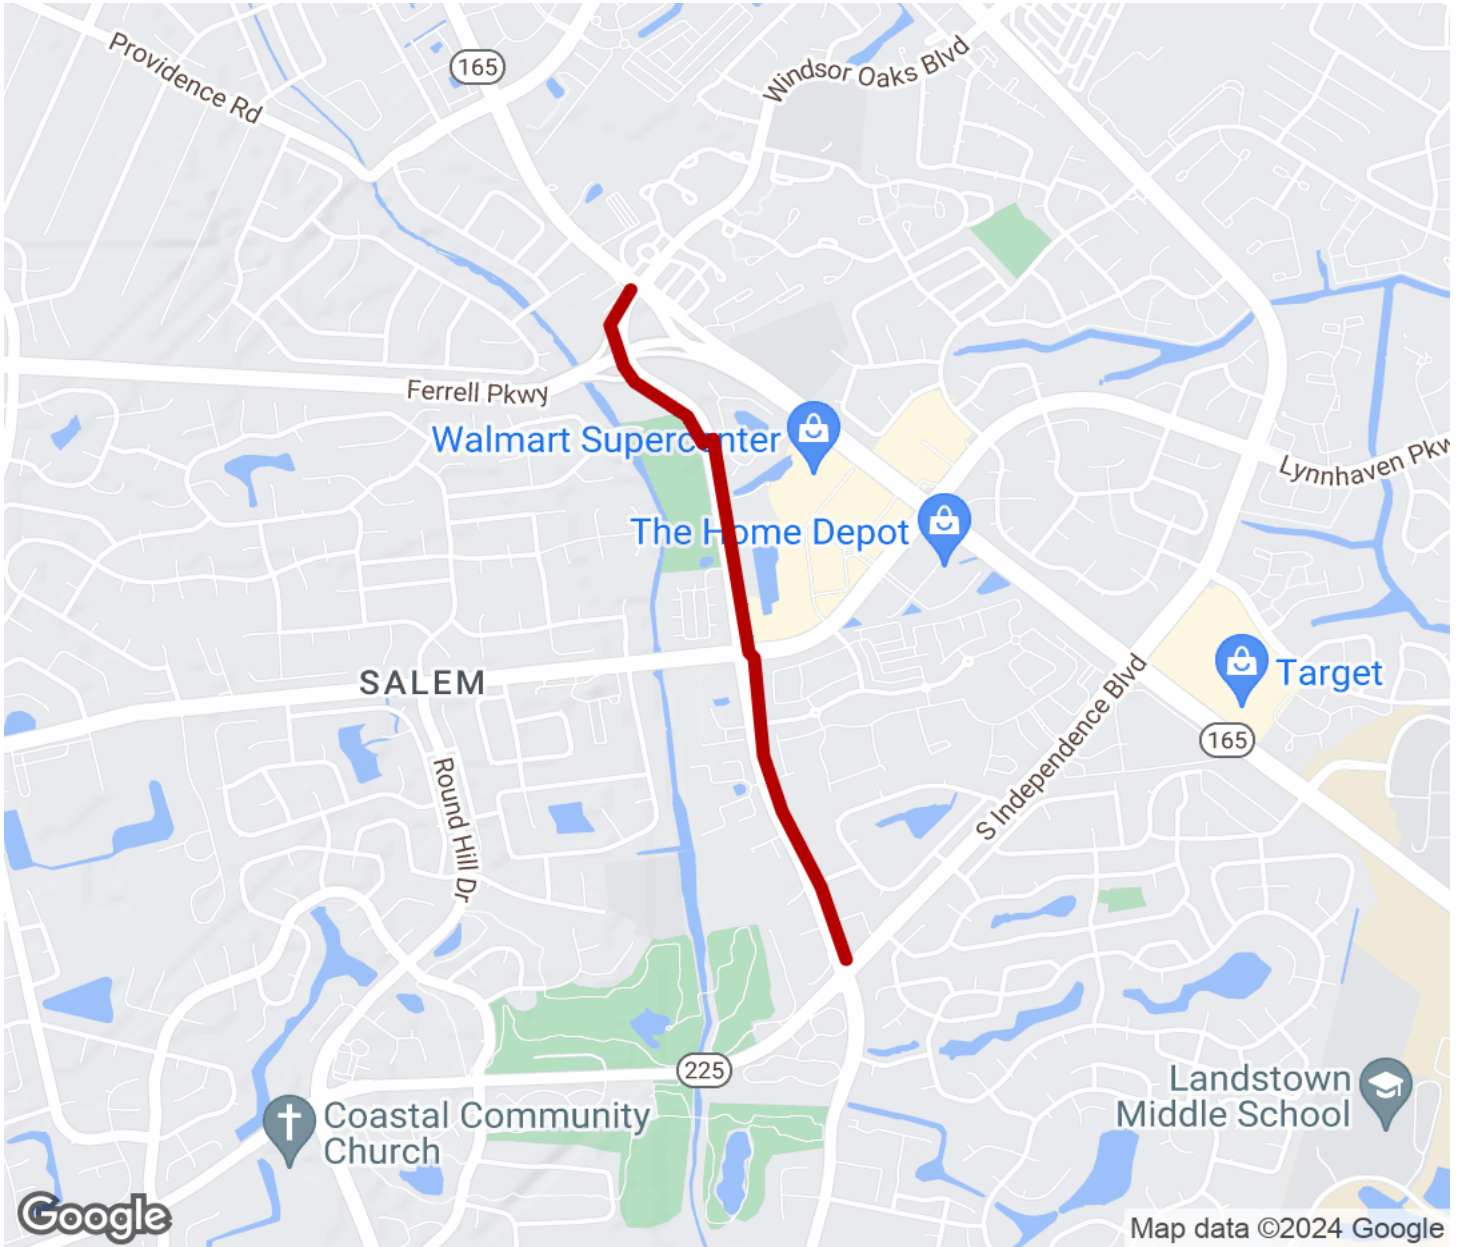 Providence Rd
165
Windsor Oaks Blvd
Ferrell Pkwy
Walmart Supercenter
Lynnhaven Pkw
The Home Depot
SALEM
Target
165
S Independence Blvd
Round Hill Dr
225
Landstown
Middle School
Coastal Community
Church
Google
Map data ©2024 Google